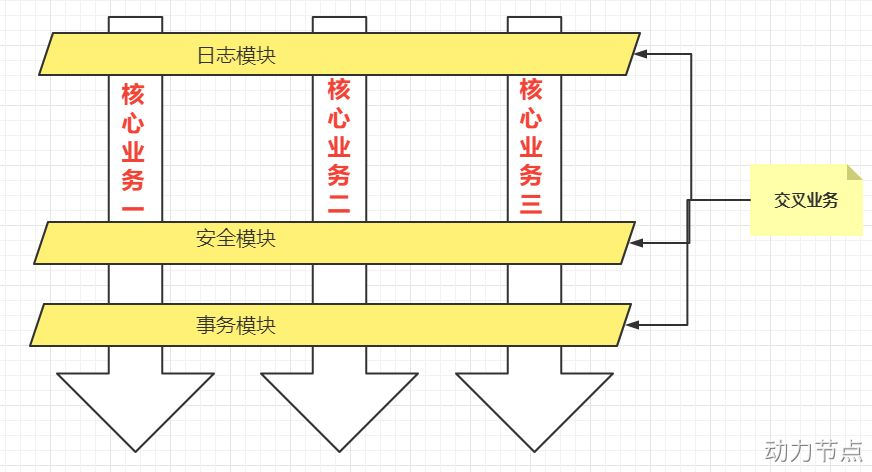 日志模块
核心业务一
核心业务二
核心业务三
交叉业务
安全模块
事务模块
动力节点